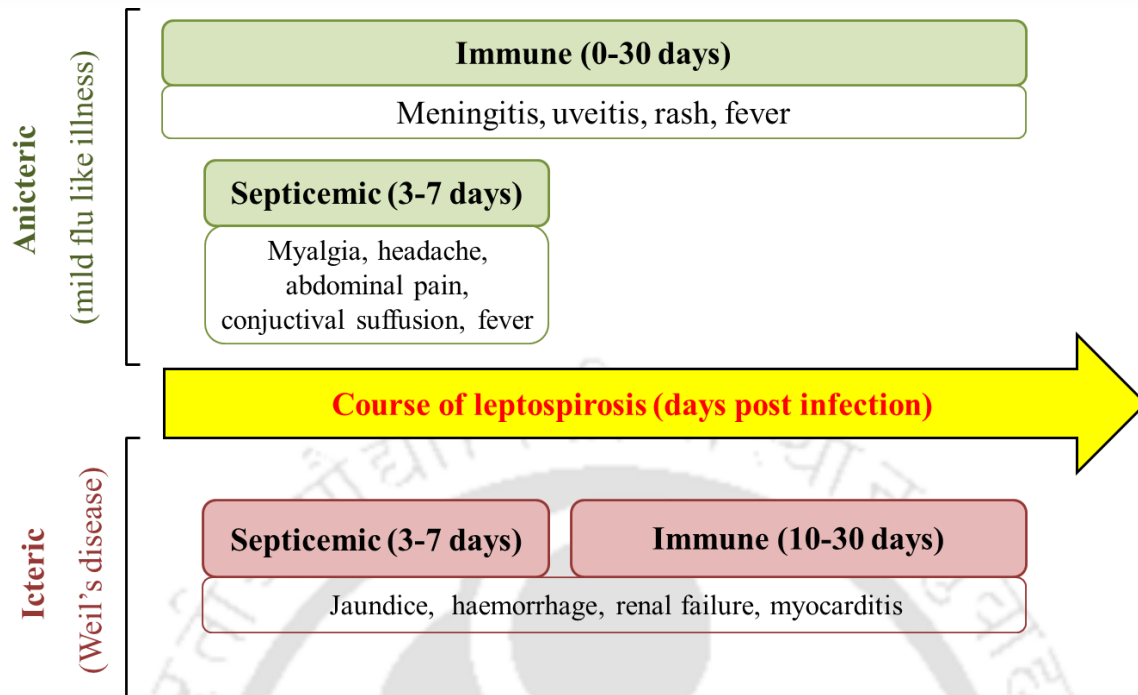 Anicteric
(mild flu like illness)
Immune (0-30 days)
Meningitis, uveitis, rash, fever
Septicemic (3-7 days)
Myalgia, headache,
abdominal pain,
conjuctival suffusion, fever
Course of leptospirosis (days post infection)
Icteric
(Weil's disease)
Septicemic (3-7 days)
Immune (10-30 days)
Jaundice, haemorrhage, renal failure, myocarditis